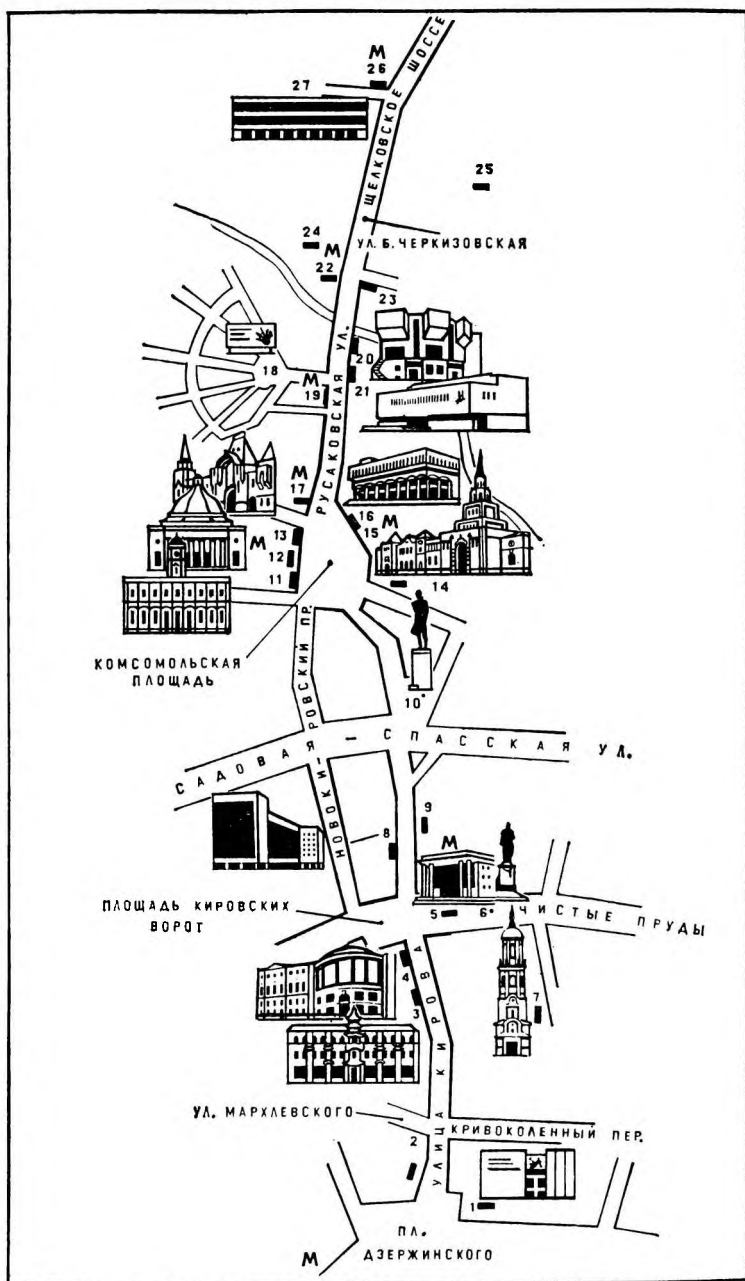 М
26
27
ЩЕЛКОВСКОЕ ШОССЕ
25
24
М
УЛ. Б. ЧЕРКИЗОВСКАЯ
22
23
РУСАКОВСКАЯ УЛ.
20
18
М
21
19
М
17
16
М
15
13
М
12
11
14
КОМСОМОЛЬСКАЯ
ПЛОЩАДЬ
10
САДОВАЯ – СПАССКАЯ УЛ.
НОВОКИ-
РОВСКИЙ ПР.
9
8
М
ПЛОЩАДЬ КИРОВСКИХ
ВОРОТ
5
6
ЧИСТЫЕ ПРУДЫ
4
3
7
УЛИЦА КИРОВА
УЛ. МАРХЛЕВСКОГО
КРИВОКОЛЕННЫЙ ПЕР.
2
1
ПЛ.
ДЗЕРЖИНСКОГО
М